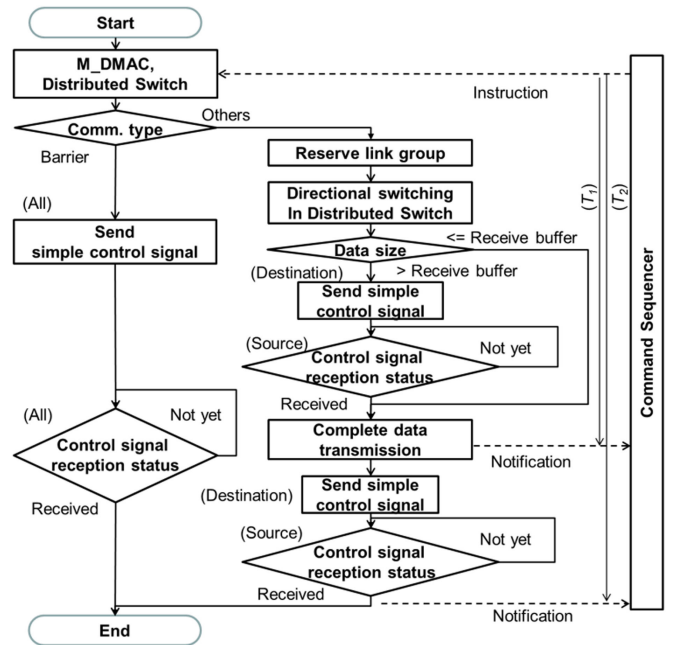 Start
M_DMAC,
Distributed Switch
Instruction
Comm. type
Others
Barrier
Reserve link group
Directional switching
In Distributed Switch
(T1)
(T2)
(All)
Send
simple control signal
Data size
<= Receive buffer
(Destination)
> Receive buffer
Send simple
control signal
(Source)
Control signal
reception status
Not yet
Received
(All)
Not yet
Control signal
reception status
Received
Complete data
transmission
Notification
(Destination)
Send simple
control signal
(Source)
Control signal
reception status
Not yet
Received
Notification
End
Command Sequencer